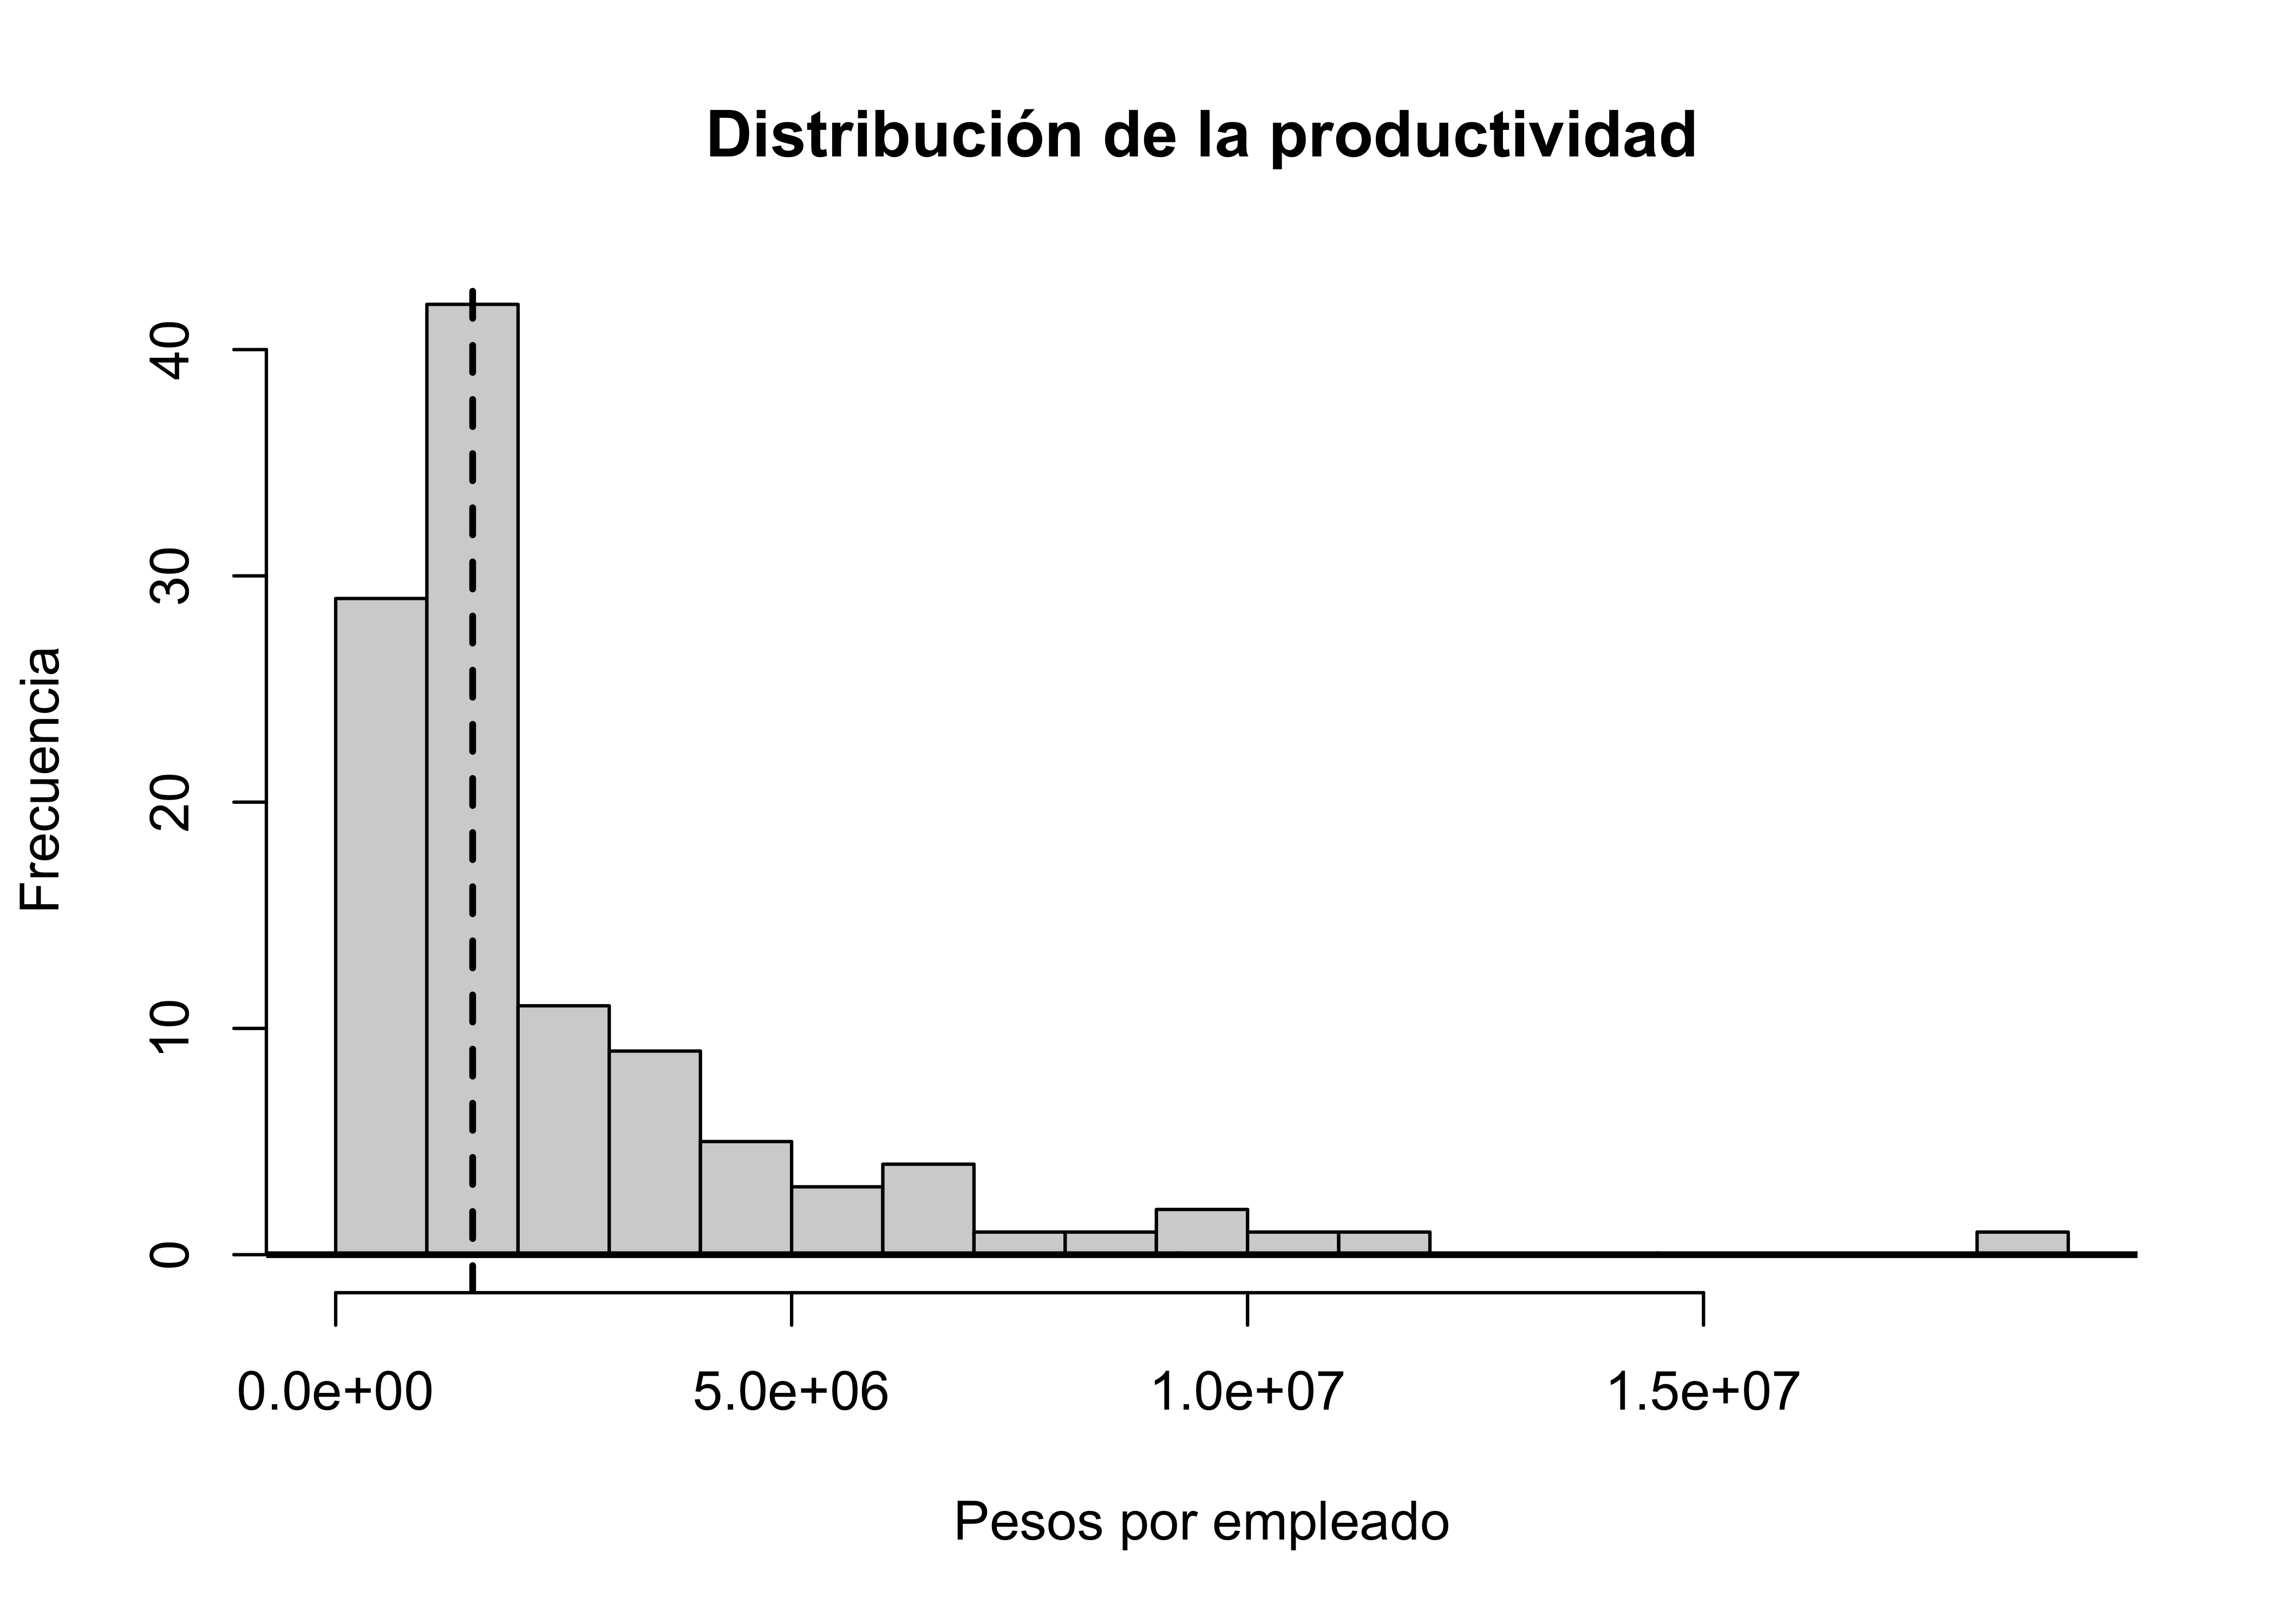 Distribución de la productividad
Frecuencia
40
30
20
10
0
0.0e+00 5.0e+06 1.0e+07 1.5e+07
Pesos por empleado